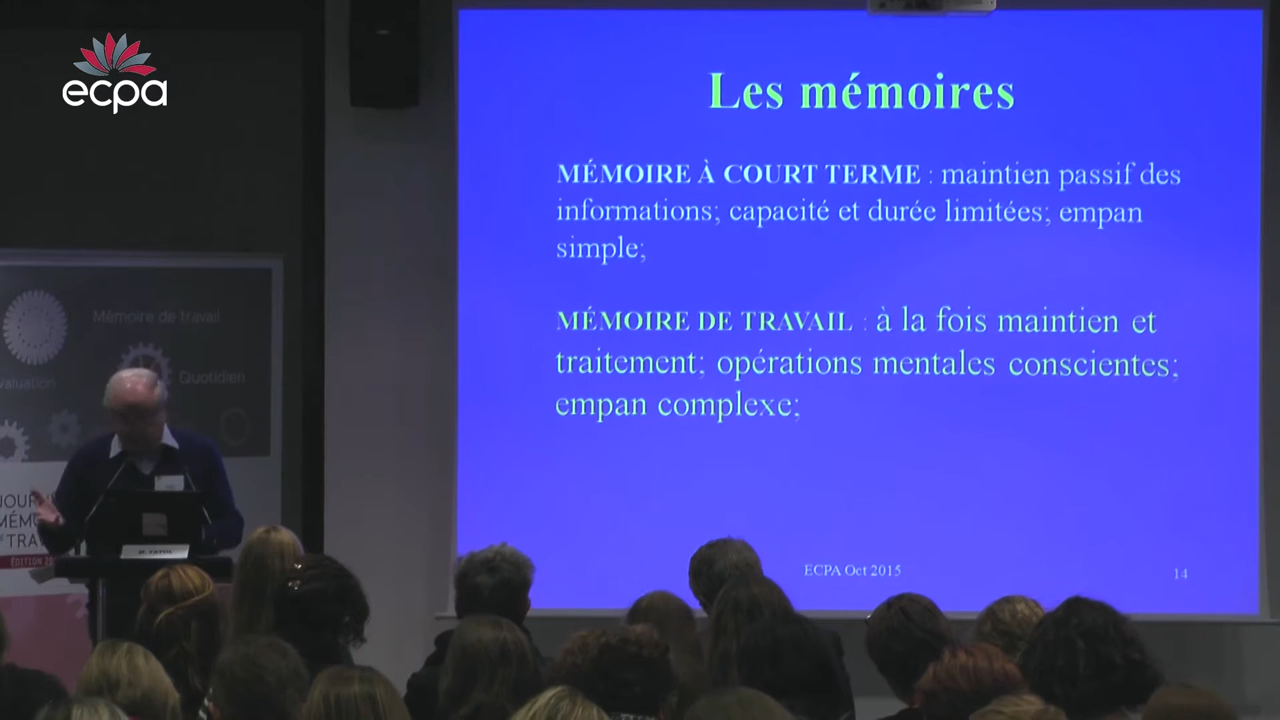 ecpa
Les mémoires
MÉMOIRE À COURT TERME : maintien passif des
informations; capacité et durée limitées; empan
simple;
MÉMOIRE DE TRAVAIL : à la fois maintien et
traitement; opérations mentales conscientes;
empan complexe;
ECPA Oct 2015
14
Mémoire de travail
Quotidien